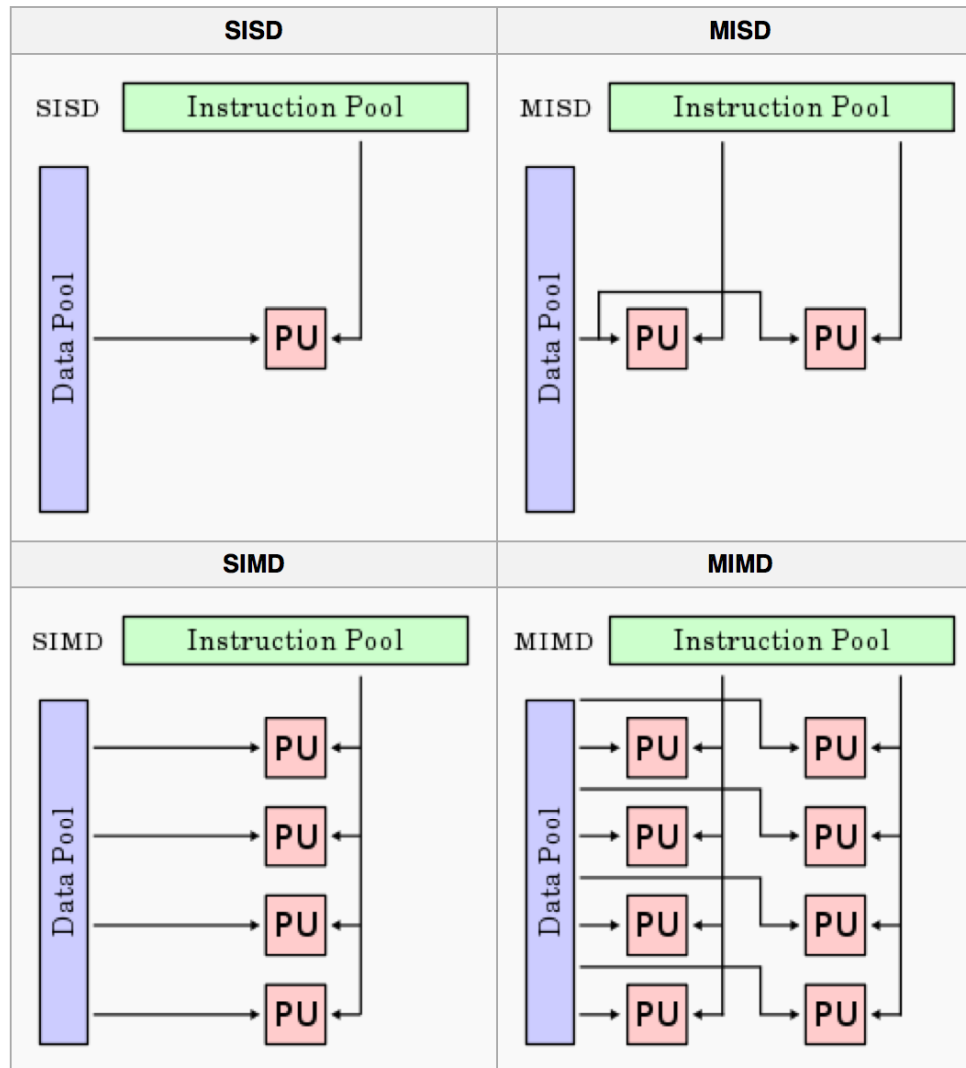 SISD
MISD
SISD
Instruction Pool
Data Pool
PU
MISD
Instruction Pool
Data Pool
PU
PU
SIMD
MIMD
SIMD
Instruction Pool
Data Pool
PU
PU
PU
PU
MIMD
Instruction Pool
Data Pool
PU
PU
PU
PU
PU
PU
PU
PU